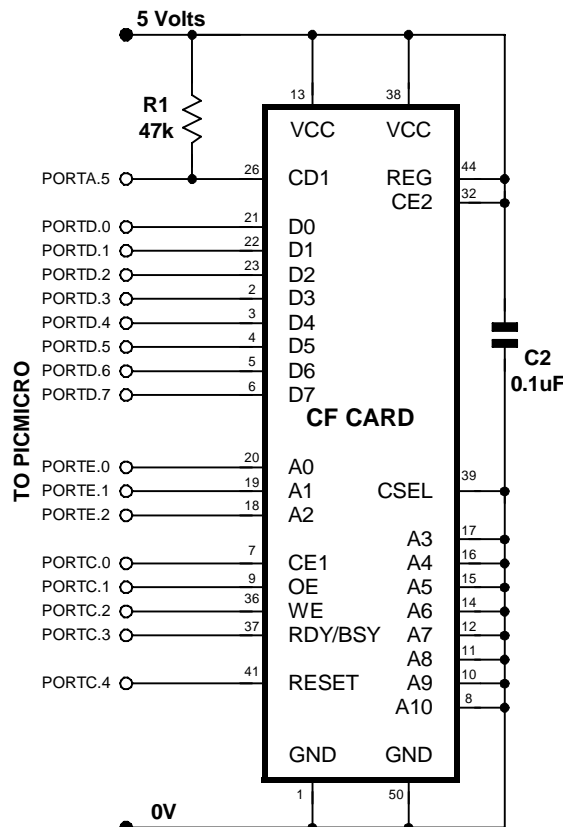 5 Volts
R1
47k
13
38
VCC
VCC
PORTA.5
26
CD1
REG
44
CE2
32
PORTD.0
21
D0
PORTD.1
22
D1
PORTD.2
23
D2
PORTD.3
2
D3
PORTD.4
3
D4
PORTD.5
4
D5
PORTD.6
5
D6
PORTD.7
6
D7
C2
0.1uF
CF CARD
TO PICMICRO
PORTE.0
20
A0
PORTE.1
19
A1
CSEL
39
PORTE.2
18
A2
A3
17
PORTC.0
7
CE1
A4
16
PORTC.1
9
OE
A5
15
PORTC.2
36
WE
A6
14
PORTC.3
37
RDY/BSY
A7
12
A8
11
PORTC.4
41
RESET
A9
10
A10
8
GND
GND
1
50
0V